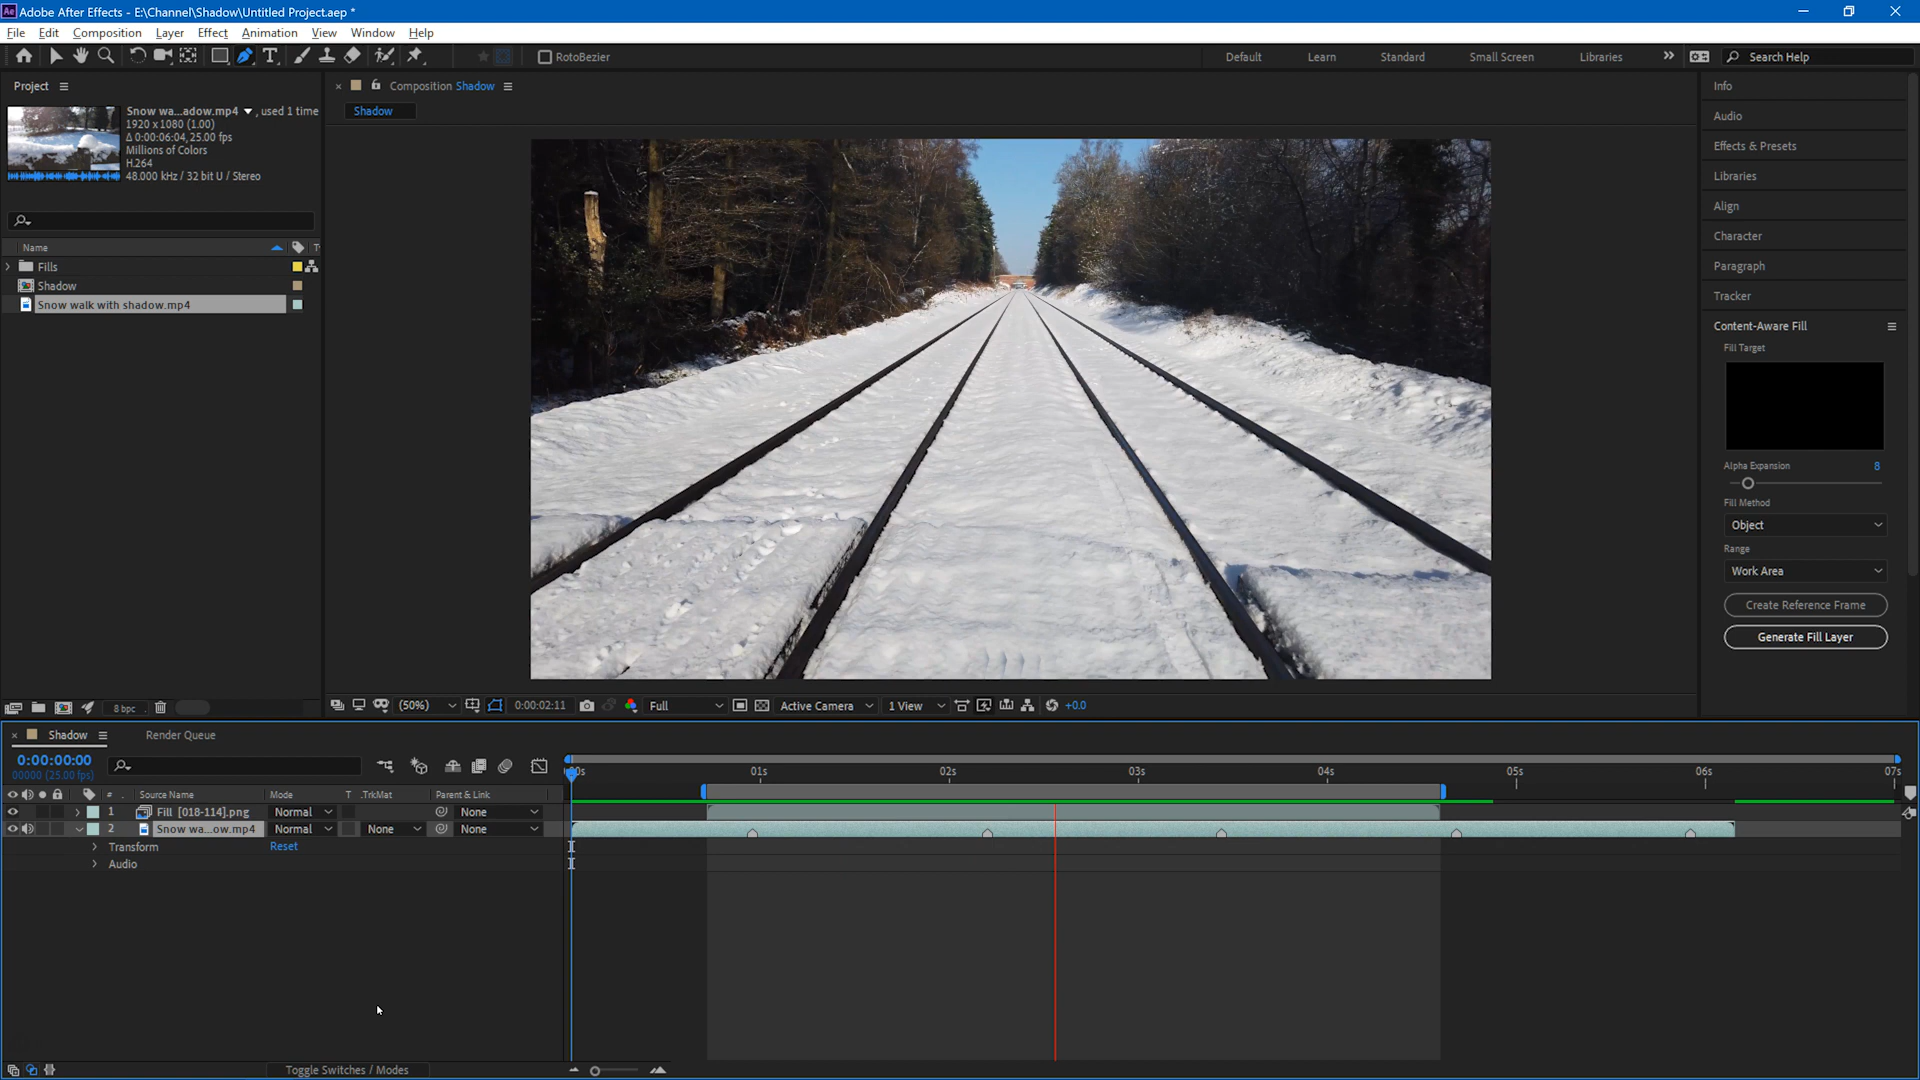 Adobe After Effects - E:\Channel\Shadow\Untitled Project.aep *
File Edit Composition Layer Effect Animation View Window Help
RotoBezier
Default Learn Standard Small Screen Libraries
Search Help
Project
Snow wa...adow.mp4 , used 1 time
1920 x 1080 (1.00)
Δ 0:00:06:04, 25.00 fps
Millions of Colors
H.264
48.000 kHz / 32 bit U / Stereo
Name
Fills
Shadow
Snow walk with shadow.mp4
8 bpc
Composition Shadow
Shadow
(50%) 0:00:02:11 Full Active Camera 1 View +0.0
Info
Audio
Effects & Presets
Libraries
Align
Character
Paragraph
Tracker
Content-Aware Fill
Fill Target
Alpha Expansion 8
Fill Method
Object
Range
Work Area
Create Reference Frame
Generate Fill Layer
Shadow Render Queue
0:00:00:00
00000 (25.00 fps)
01s 02s 03s 04s 05s 06s 07s
# Source Name Mode T .TrkMat Parent & Link
1 Fill [018-114].png Normal None
2 Snow wa...ow.mp4 Normal None None
Transform Reset
Audio
Toggle Switches / Modes